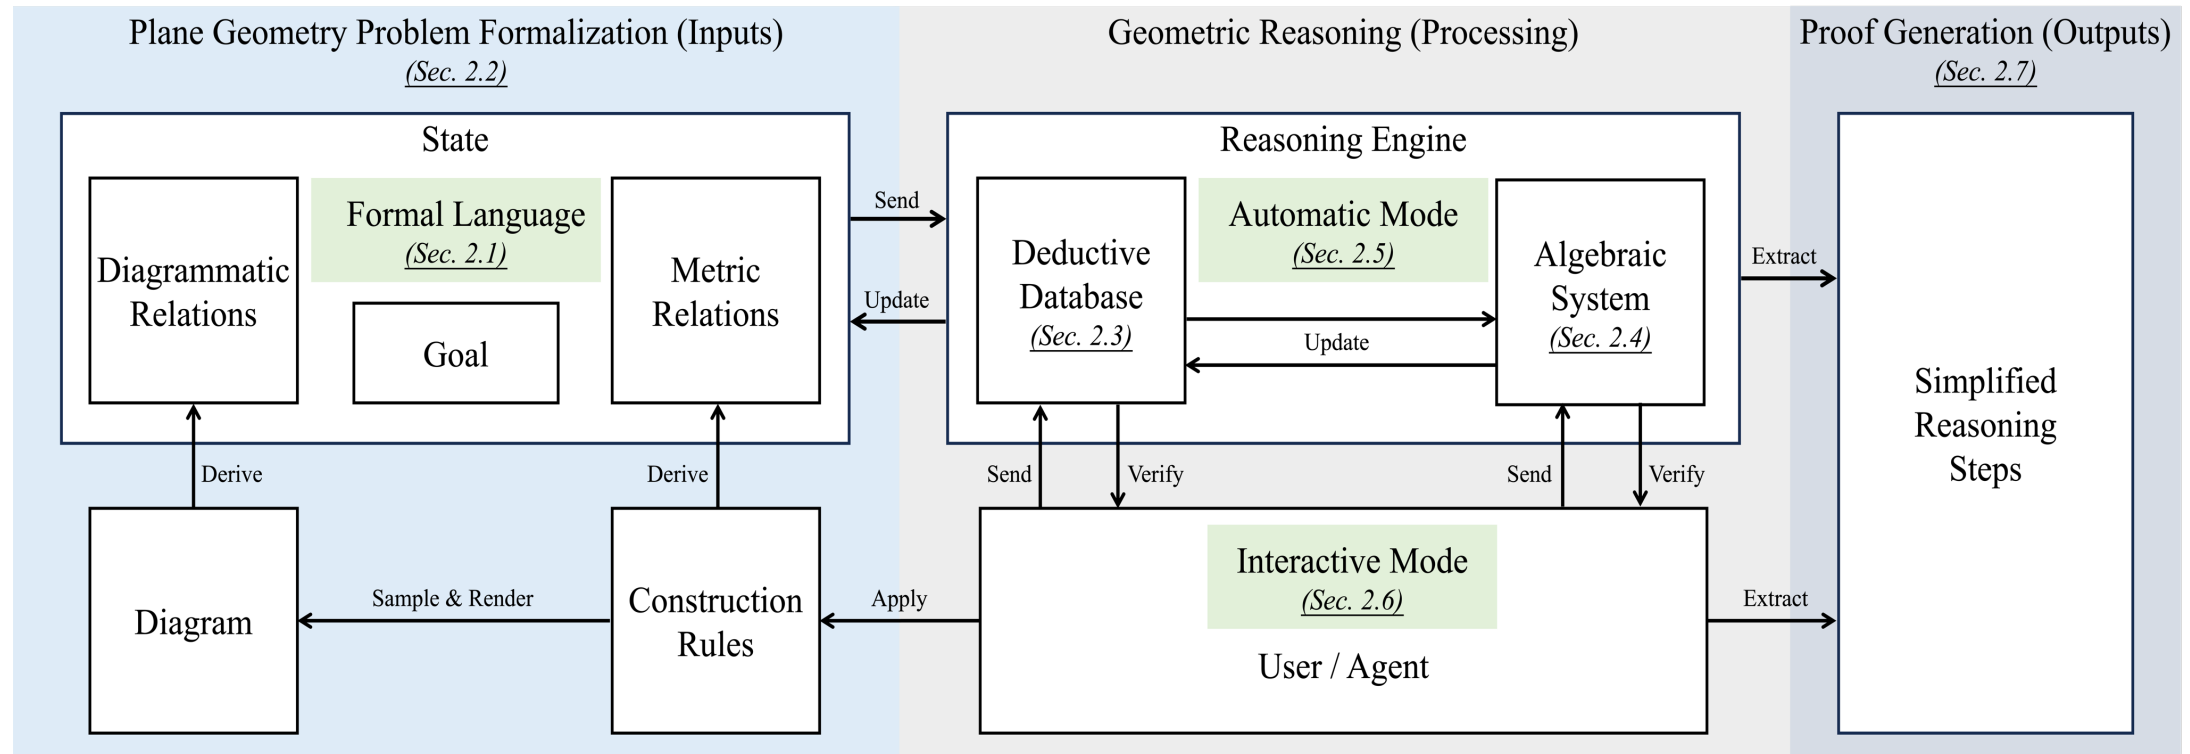 Plane Geometry Problem Formalization (Inputs)
(Sec. 2.2)
State
Diagrammatic
Relations
Formal Language
(Sec. 2.1)
Goal
Metric
Relations
Derive
Derive
Diagram
Sample & Render
Construction
Rules
Send
Update
Apply
Geometric Reasoning (Processing)
Reasoning Engine
Deductive
Database
(Sec. 2.3)
Automatic Mode
(Sec. 2.5)
Update
Algebraic
System
(Sec. 2.4)
Send
Verify
Send
Verify
Interactive Mode
(Sec. 2.6)
User / Agent
Extract
Extract
Proof Generation (Outputs)
(Sec. 2.7)
Simplified
Reasoning
Steps